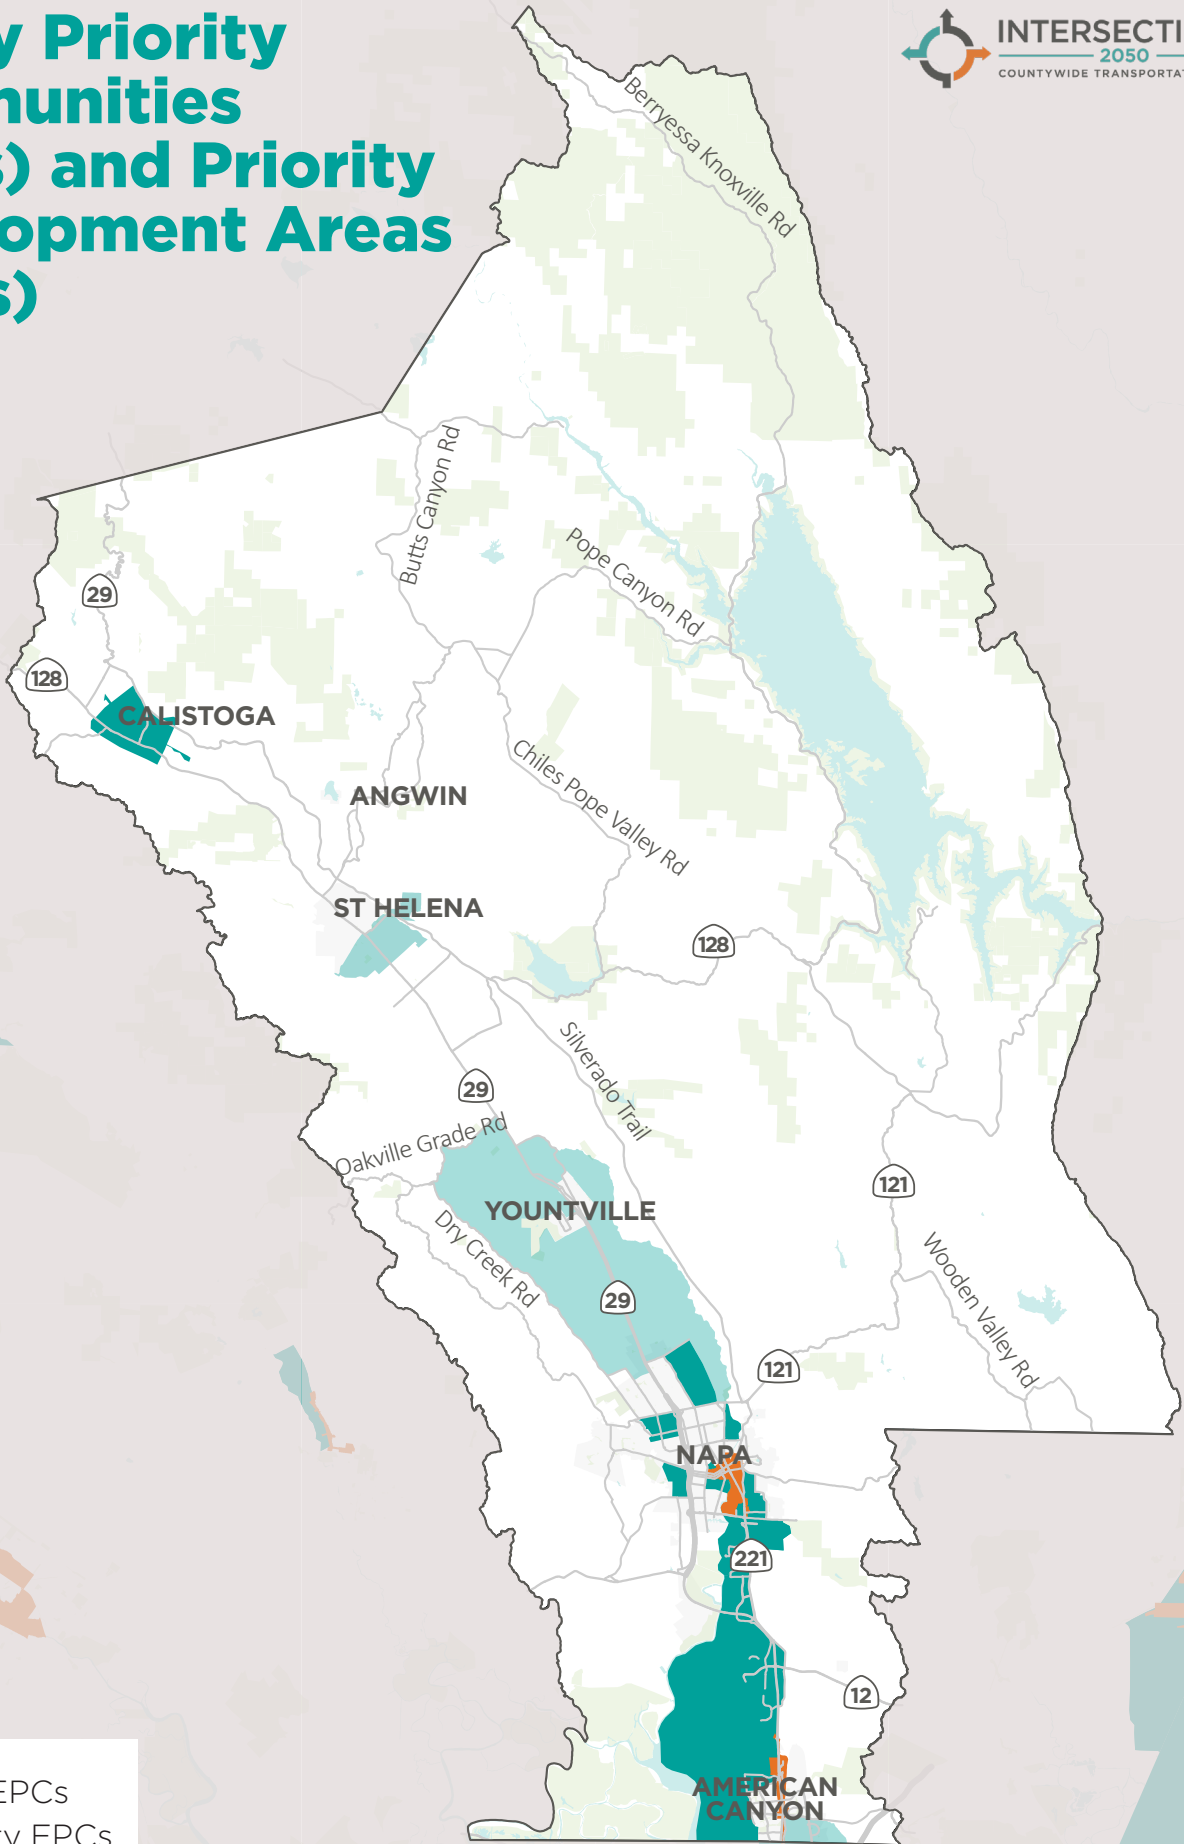 y Priority
munities
s) and Priority
opment Areas
s)
INTERSECTI
2050
COUNTYWIDE TRANSPORTAT
Berryessa Knoxville Rd
Butts Canyon Rd
Pope Canyon Rd
29
128
CALISTOGA
Chiles Pope Valley Rd
ANGWIN
ST HELENA
128
Silverado Trail
29
Oakville Grade Rd
121
YOUNTVILLE
Dry Creek Rd
Wooden Valley Rd
29
121
NAPA
221
12
AMERICAN
CANYON
EPCs
ty EPCs